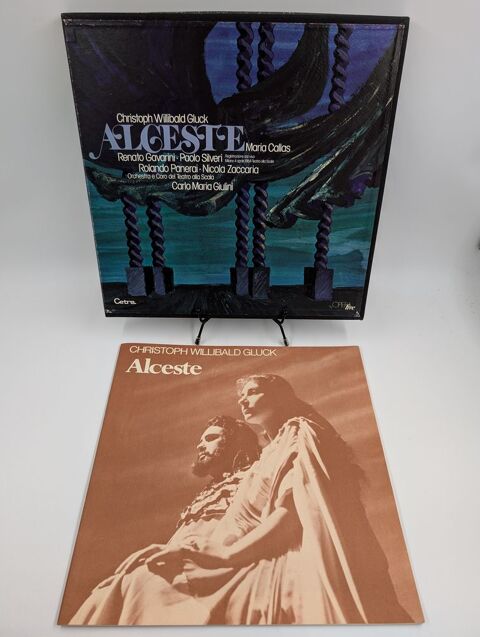 Christoph Willibald Gluck
ALCESTE Maria Callas
Renato Gavarini · Paolo Silveri
Rolando Panerai · Nicola Zaccaria
Orchestra e Coro del Teatro alla Scala
Carlo Maria Giulini
Cetra
OPERA live
CHRISTOPH WILLIBALD GLUCK
Alceste